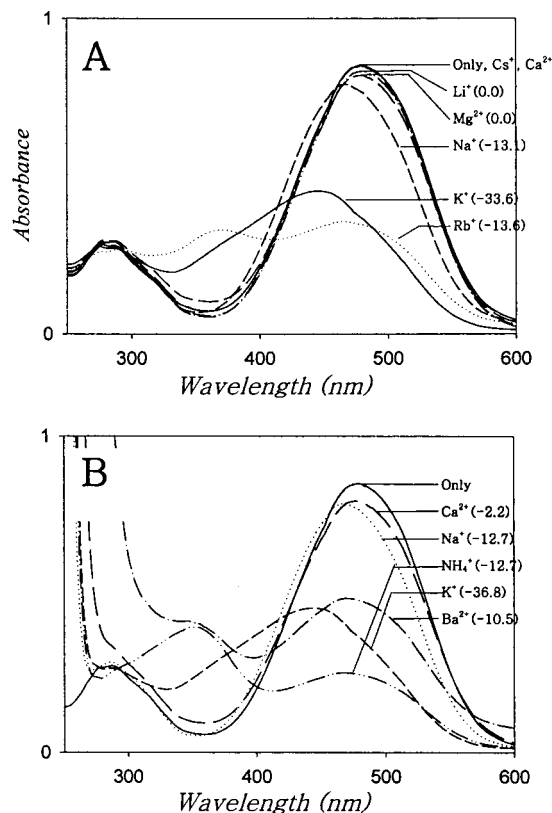 A
1
Absorbance
0
Only, Cs⁺, Ca²⁺
Li⁺(0.0)
Mg²⁺(0.0)
Na⁺(-13.1)
K⁺(-33.6)
Rb⁺(-13.6)
300 400 500 600
Wavelength (nm)
B
1
0
Only
Ca²⁺(-2.2)
Na⁺(-12.7)
NH₄⁺(-12.7)
K⁺(-36.8)
Ba²⁺(-10.5)
300 400 500 600
Wavelength (nm)